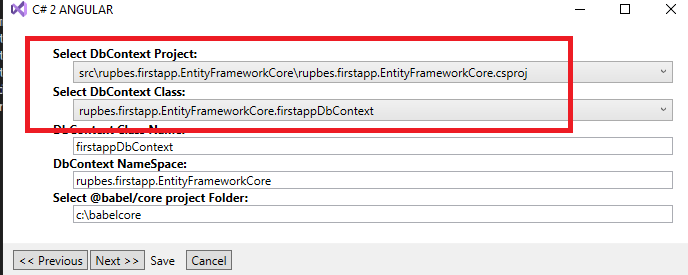 C# 2 ANGULAR
Select DbContext Project:
src\rupbes.firstapp.EntityFrameworkCore\rupbes.firstapp.EntityFrameworkCore.csproj
Select DbContext Class:
rupbes.firstapp.EntityFrameworkCore.firstappDbContext
DbContext Class Name:
firstappDbContext
DbContext NameSpace:
rupbes.firstapp.EntityFrameworkCore
Select @babel/core project Folder:
c:\babelcore
<< Previous Next >> Save Cancel